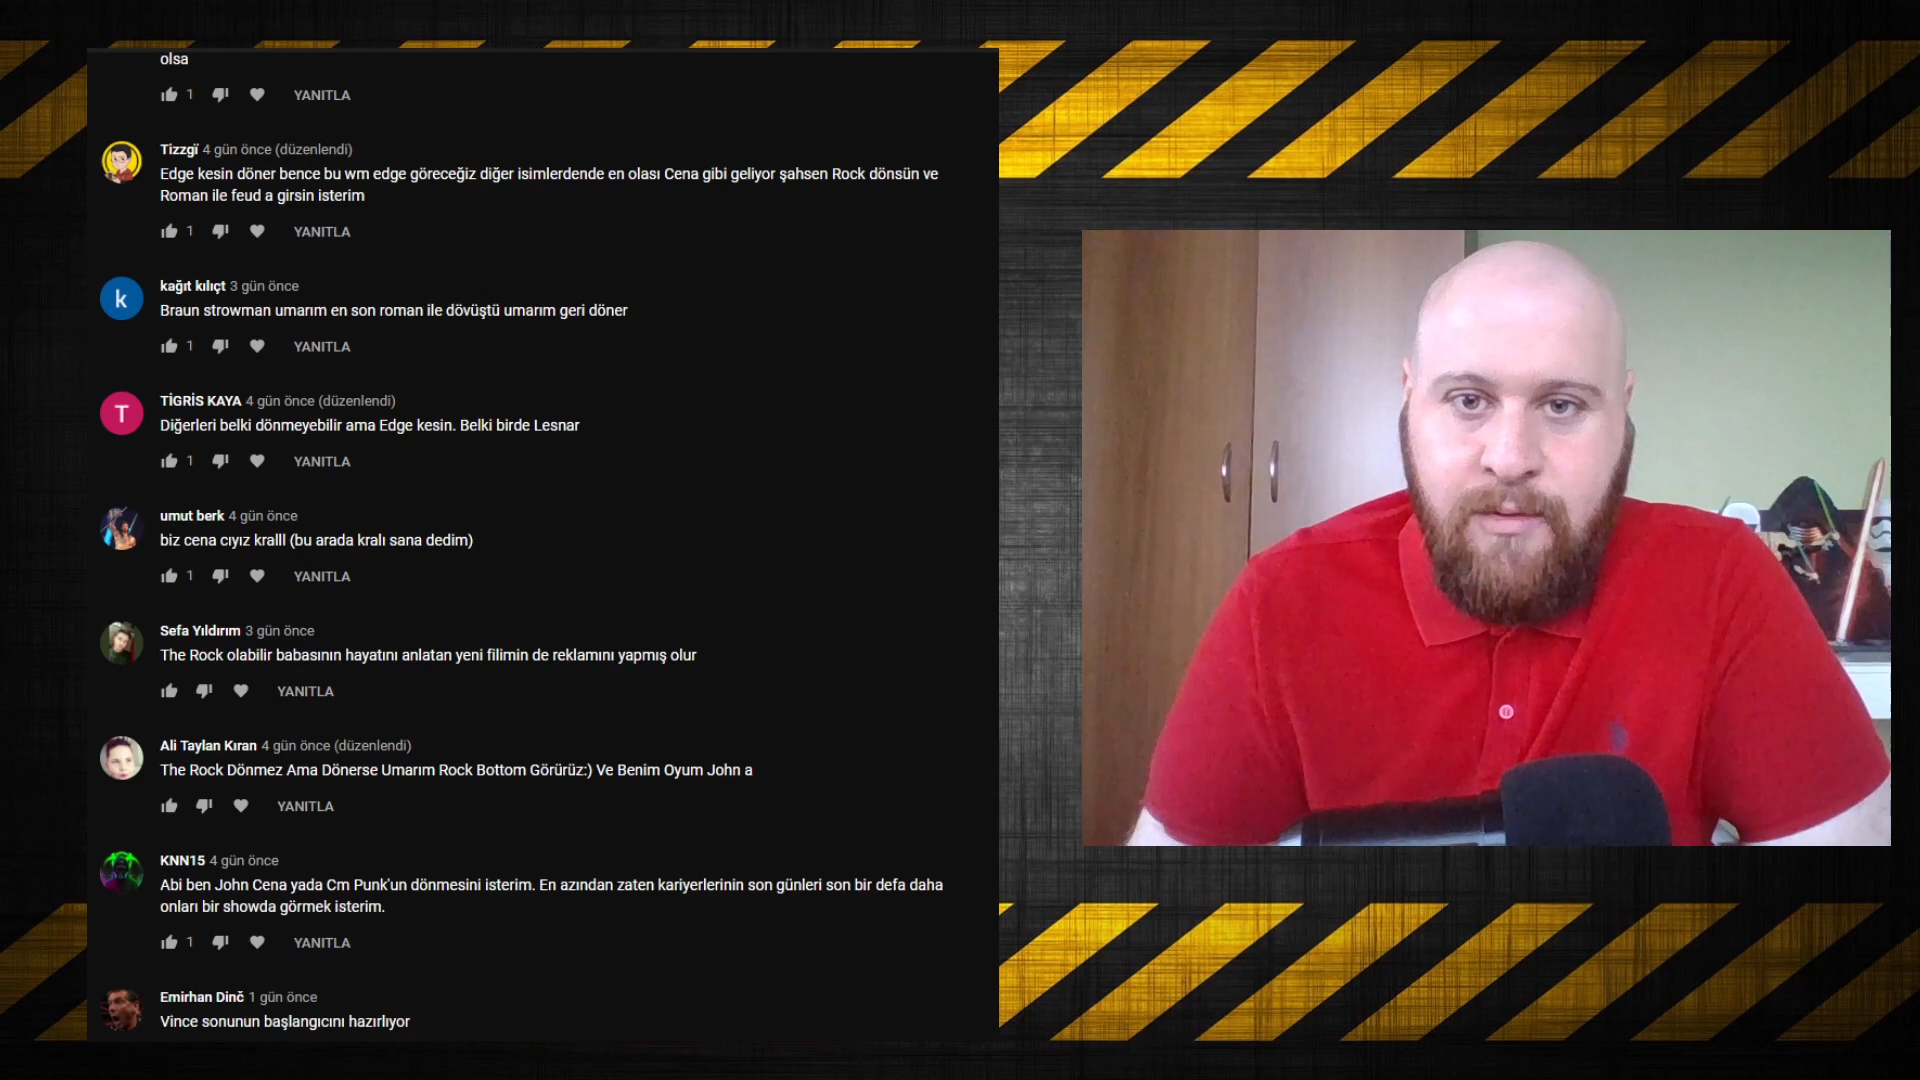 olsa
1 YANITLA
Tizzgï 4 gün önce (düzenlendi)
Edge kesin döner bence bu wm edge göreceğiz diğer isimlerdende en olası Cena gibi geliyor şahsen Rock dönsün ve
Roman ile feud a girsin isterim
1 YANITLA
k
kağıt kılıçt 3 gün önce
Braun strowman umarım en son roman ile dövüştü umarım geri döner
1 YANITLA
T
TİGRİS KAYA 4 gün önce (düzenlendi)
Diğerleri belki dönmeyebilir ama Edge kesin. Belki birde Lesnar
1 YANITLA
umut berk 4 gün önce
biz cena cıyız kralll (bu arada kralı sana dedim)
1 YANITLA
Sefa Yıldırım 3 gün önce
The Rock olabilir babasının hayatını anlatan yeni filimin de reklamını yapmış olur
YANITLA
Ali Taylan Kıran 4 gün önce (düzenlendi)
The Rock Dönmez Ama Dönerse Umarım Rock Bottom Görürüz:) Ve Benim Oyum John a
YANITLA
KNN15 4 gün önce
Abi ben John Cena yada Cm Punk'un dönmesini isterim. En azından zaten kariyerlerinin son günleri son bir defa daha
onları bir showda görmek isterim.
1 YANITLA
Emirhan Dinč 1 gün önce
Vince sonunun başlangıcını hazırlıyor